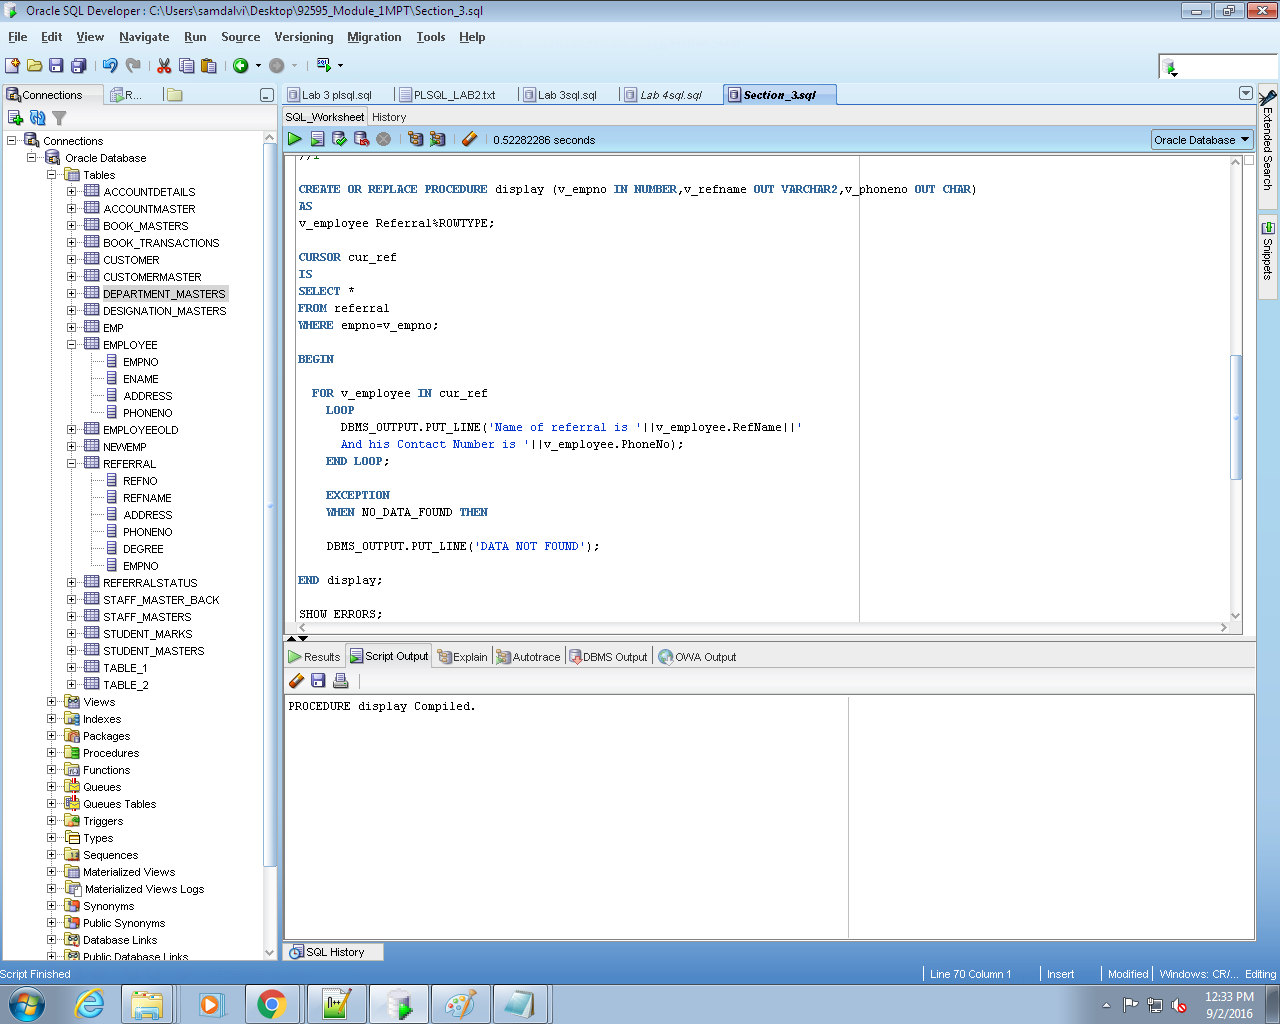 Oracle SQL Developer : C:\Users\samdalvi\Desktop\92595_Module_1MPT\Section_3.sql
File Edit View Navigate Run Source Versioning Migration Tools Help
Connections
R...
Lab 3 plsql.sql
PLSQL_LAB2.txt
Lab 3sql.sql
Lab 4sql.sql
Section_3.sql
SQL_Worksheet History
0.52282286 seconds
Oracle Database
Extended Search
Snippets
Connections
Oracle Database
Tables
ACCOUNTDETAILS
ACCOUNTMASTER
BOOK_MASTERS
BOOK_TRANSACTIONS
CUSTOMER
CUSTOMERMASTER
DEPARTMENT_MASTERS
DESIGNATION_MASTERS
EMP
EMPLOYEE
EMPNO
ENAME
ADDRESS
PHONENO
EMPLOYEEOLD
NEWEMP
REFERRAL
REFNO
REFNAME
ADDRESS
PHONENO
DEGREE
EMPNO
REFERRALSTATUS
STAFF_MASTER_BACK
STAFF_MASTERS
STUDENT_MARKS
STUDENT_MASTERS
TABLE_1
TABLE_2
Views
Indexes
Packages
Procedures
Functions
Queues
Queues Tables
Triggers
Types
Sequences
Materialized Views
Materialized Views Logs
Synonyms
Public Synonyms
Database Links
Public Database Links
//1
CREATE OR REPLACE PROCEDURE display (v_empno IN NUMBER,v_refname OUT VARCHAR2,v_phoneno OUT CHAR)
AS
v_employee Referral%ROWTYPE;
CURSOR cur_ref
IS
SELECT *
FROM referral
WHERE empno=v_empno;
BEGIN
FOR v_employee IN cur_ref
LOOP
DBMS_OUTPUT.PUT_LINE('Name of referral is '||v_employee.RefName||'
And his Contact Number is '||v_employee.PhoneNo);
END LOOP;
EXCEPTION
WHEN NO_DATA_FOUND THEN
DBMS_OUTPUT.PUT_LINE('DATA NOT FOUND');
END display;
SHOW ERRORS;
Results Script Output Explain Autotrace DBMS Output OWA Output
PROCEDURE display Compiled.
SQL History
Script Finished
Line 70 Column 1 Insert Modified Windows: CR/... Editing
12:33 PM
9/2/2016